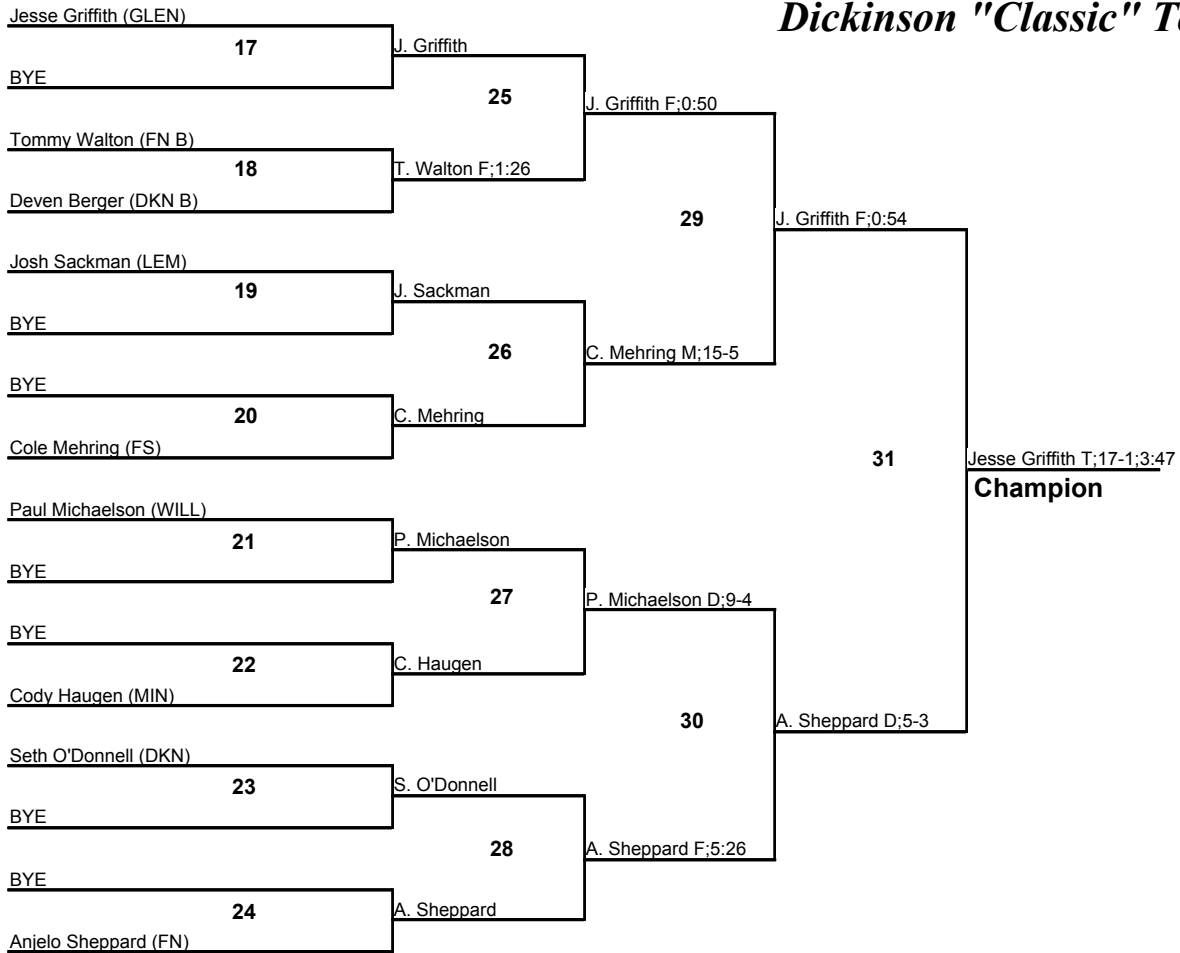 Dickinson "Classic" T
Jesse Griffith (GLEN)
17
BYE
J. Griffith
25
Tommy Walton (FN B)
18
Deven Berger (DKN B)
T. Walton F;1:26
J. Griffith F;0:50
29
Josh Sackman (LEM)
19
BYE
J. Sackman
26
BYE
20
Cole Mehring (FS)
C. Mehring
C. Mehring M;15-5
J. Griffith F;0:54
31
Paul Michaelson (WILL)
21
BYE
P. Michaelson
27
BYE
22
Cody Haugen (MIN)
C. Haugen
P. Michaelson D;9-4
30
Seth O'Donnell (DKN)
23
BYE
S. O'Donnell
28
BYE
24
Anjelo Sheppard (FN)
A. Sheppard
A. Sheppard F;5:26
A. Sheppard D;5-3
Jesse Griffith T;17-1;3:47
Champion